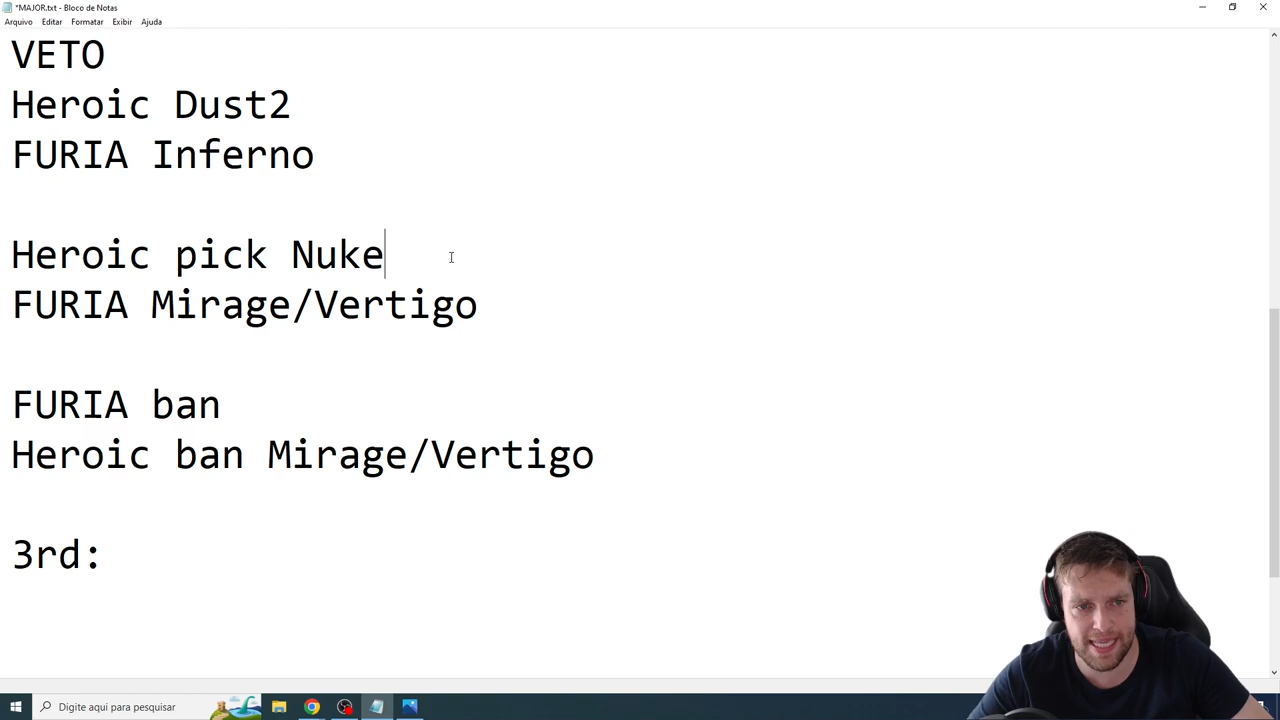 *MAJOR.txt - Bloco de Notas
Arquivo Editar Formatar Exibir Ajuda
VETO
Heroic Dust2
FURIA Inferno
Heroic pick Nuke
FURIA Mirage/Vertigo
FURIA ban
Heroic ban Mirage/Vertigo
3rd:
Digite aqui para pesquisar